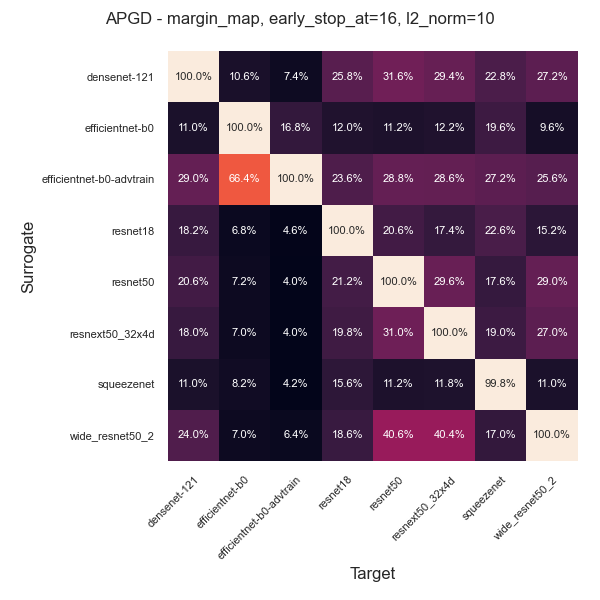 APGD - margin_map, early_stop_at=16, l2_norm=10
densenet-121 100.0% 10.6% 7.4% 25.8% 31.6% 29.4% 22.8% 27.2%
efficientnet-b0 11.0% 100.0% 16.8% 12.0% 11.2% 12.2% 19.6% 9.6%
efficientnet-b0-advtrain 29.0% 66.4% 100.0% 23.6% 28.8% 28.6% 27.2% 25.6%
resnet18 18.2% 6.8% 4.6% 100.0% 20.6% 17.4% 22.6% 15.2%
resnet50 20.6% 7.2% 4.0% 21.2% 100.0% 29.6% 17.6% 29.0%
resnext50_32x4d 18.0% 7.0% 4.0% 19.8% 31.0% 100.0% 19.0% 27.0%
squeezenet 11.0% 8.2% 4.2% 15.6% 11.2% 11.8% 99.8% 11.0%
wide_resnet50_2 24.0% 7.0% 6.4% 18.6% 40.6% 40.4% 17.0% 100.0%
Surrogate
densenet-121
efficientnet-b0
efficientnet-b0-advtrain
resnet18
resnet50
resnext50_32x4d
squeezenet
wide_resnet50_2
Target